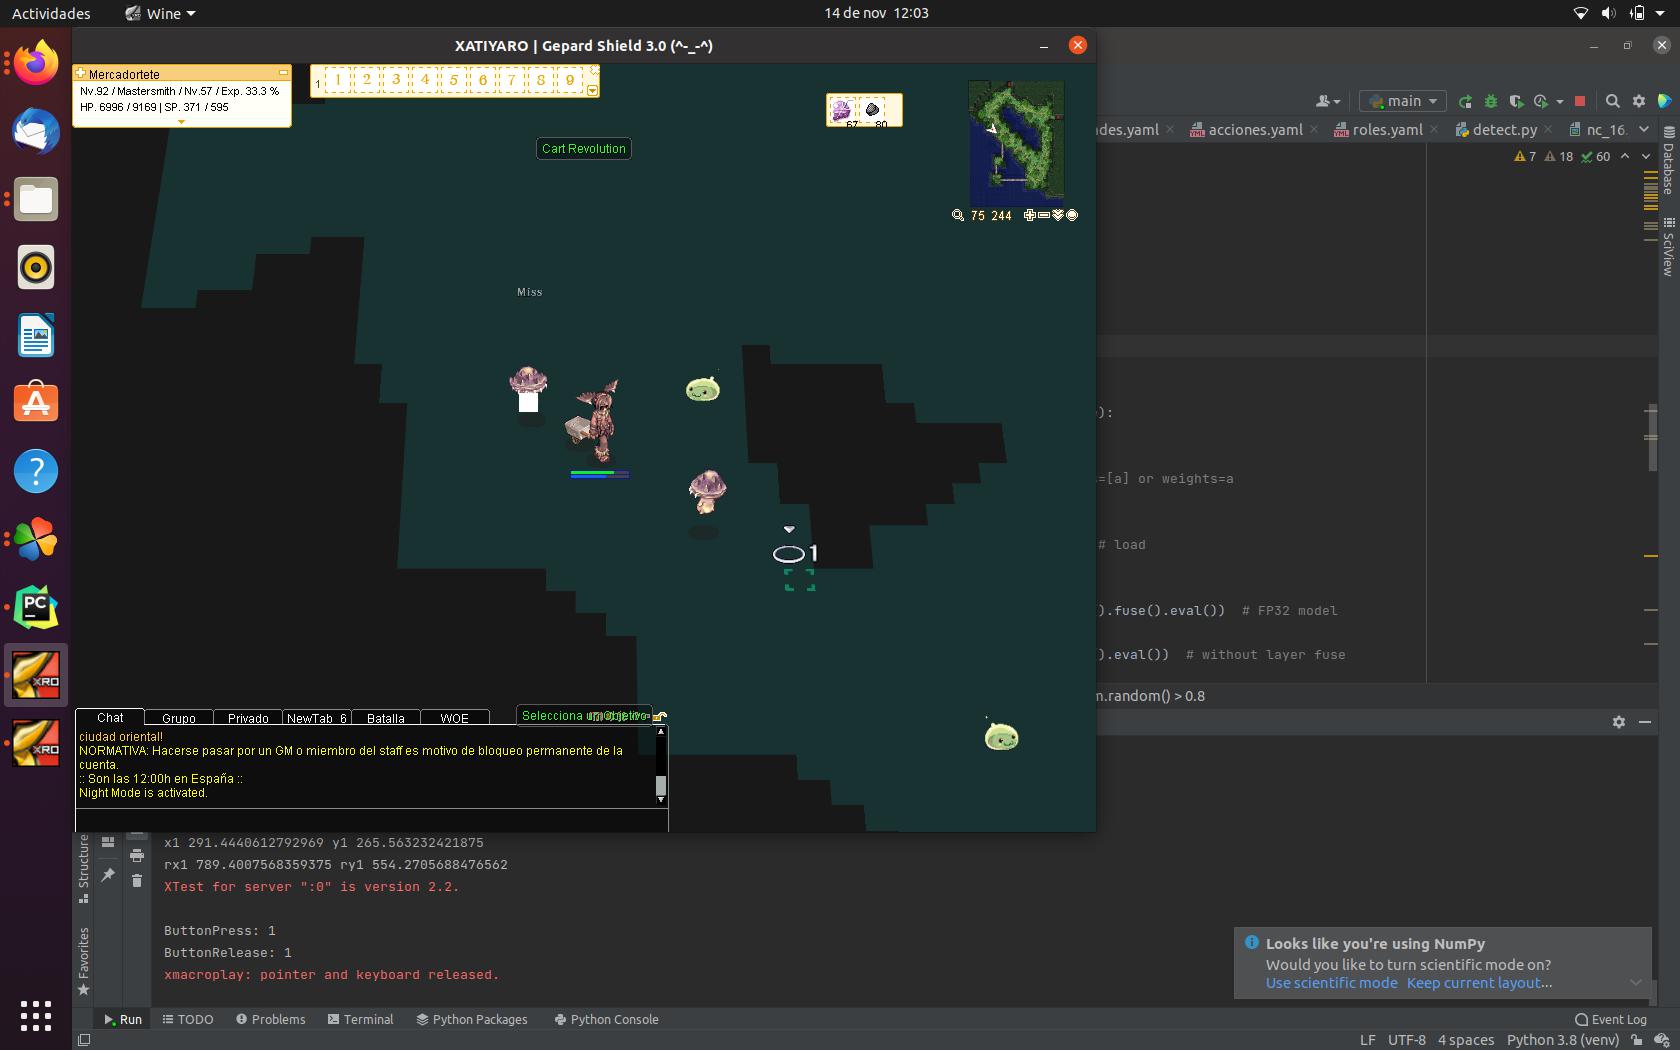 Actividades
Wine
14 de nov 12:03
XATIYARO | Gepard Shield 3.0 (^-_-^)
Mercadortete
Nv.92 / Mastersmith / Nv.57 / Exp. 33.3 %
HP. 6996 / 9169 | SP. 371 / 595
1 1 2 3 4 5 6 7 8 9
67 80
Cart Revolution
75 244
Miss
1
main
acciones.yaml
roles.yaml
detect.py
nc_16.
7 18 60
Database
SciView
):
=[a] or weights=a
# load
).fuse().eval()) # FP32 model
).eval()) # without layer fuse
m.random() > 0.8
PC
XRO
XRO
Chat Grupo Privado NewTab_6 Batalla WOE
ciudad oriental!
NORMATIVA: Hacerse pasar por un GM o miembro del staff es motivo de bloqueo permanente de la
cuenta.
:: Son las 12:00h en España ::
Night Mode is activated.
Structure
Favorites
x1 291.4440612792969 y1 265.563232421875
rx1 789.4007568359375 ry1 554.2705688476562
XTest for server ":0" is version 2.2.
ButtonPress: 1
ButtonRelease: 1
xmacroplay: pointer and keyboard released.
Looks like you're using NumPy
Would you like to turn scientific mode on?
Use scientific mode Keep current layout...
Run TODO Problems Terminal Python Packages Python Console
Event Log
LF UTF-8 4 spaces Python 3.8 (venv)